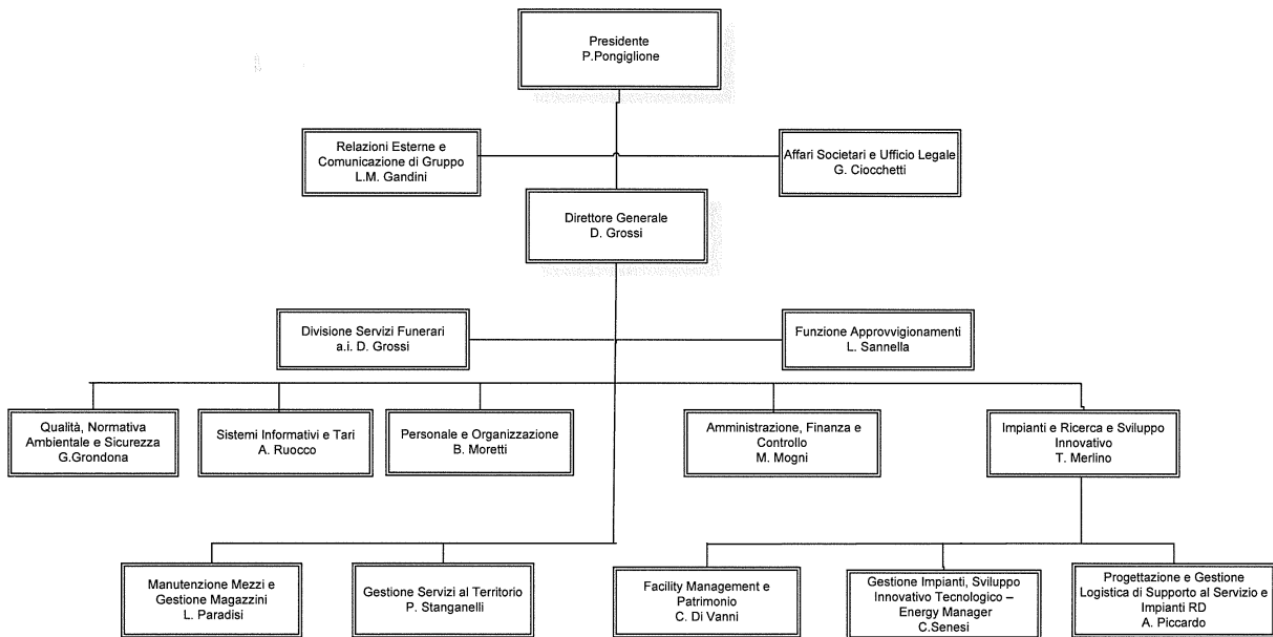 Presidente
P.Pongiglione
Relazioni Esterne e
Comunicazione di Gruppo
L.M. Gandini
Affari Societari e Ufficio Legale
G. Ciocchetti
Direttore Generale
D. Grossi
Divisione Servizi Funerari
a.i. D. Grossi
Funzione Approvvigionamenti
L. Sannella
Qualità, Normativa
Ambientale e Sicurezza
G.Grondona
Sistemi Informativi e Tari
A. Ruocco
Personale e Organizzazione
B. Moretti
Amministrazione, Finanza e
Controllo
M. Mogni
Impianti e Ricerca e Sviluppo
Innovativo
T. Merlino
Manutenzione Mezzi e
Gestione Magazzini
L. Paradisi
Gestione Servizi al Territorio
P. Stanganelli
Facility Management e
Patrimonio
C. Di Vanni
Gestione Impianti, Sviluppo
Innovativo Tecnologico –
Energy Manager
C.Senesi
Progettazione e Gestione
Logistica di Supporto al Servizio e
Impianti RD
A. Piccardo